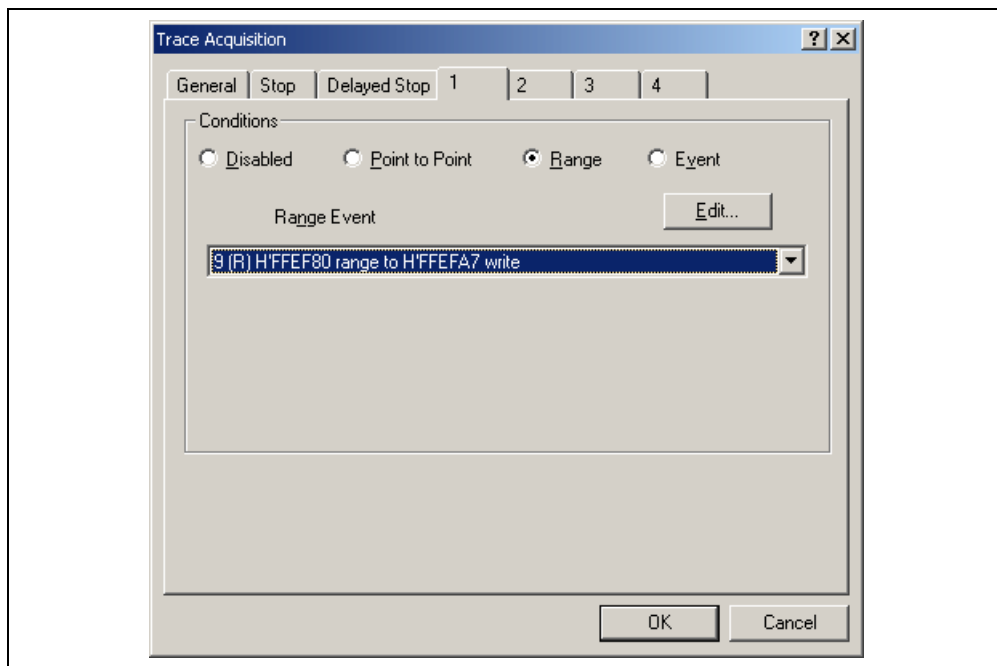 Trace Acquisition
General Stop Delayed Stop 1 2 3 4
Conditions
Disabled Point to Point Range Event
Range Event Edit...
9 (R) H'FFEF80 range to H'FFEFA7 write
OK Cancel